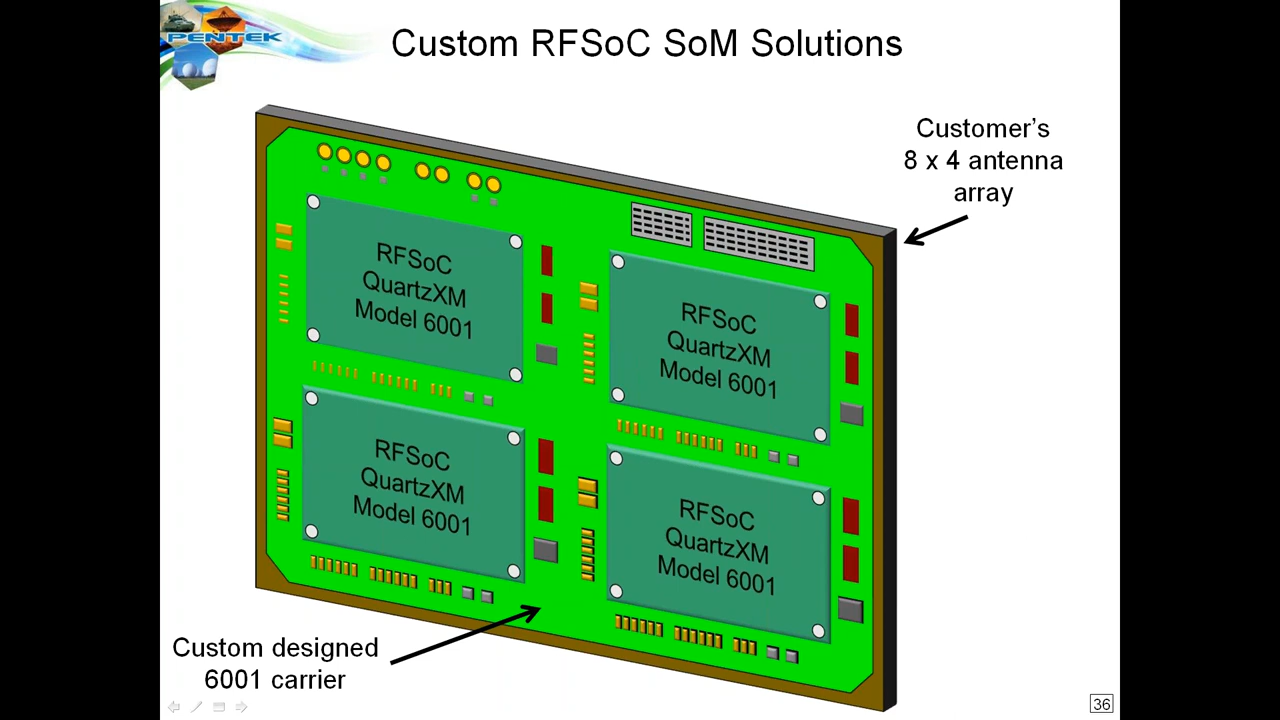 PENTEK
Custom RFSoC SoM Solutions
Customer’s
8 x 4 antenna
array
RFSoC
QuartzXM
Model 6001
RFSoC
QuartzXM
Model 6001
RFSoC
QuartzXM
Model 6001
RFSoC
QuartzXM
Model 6001
Custom designed
6001 carrier
36